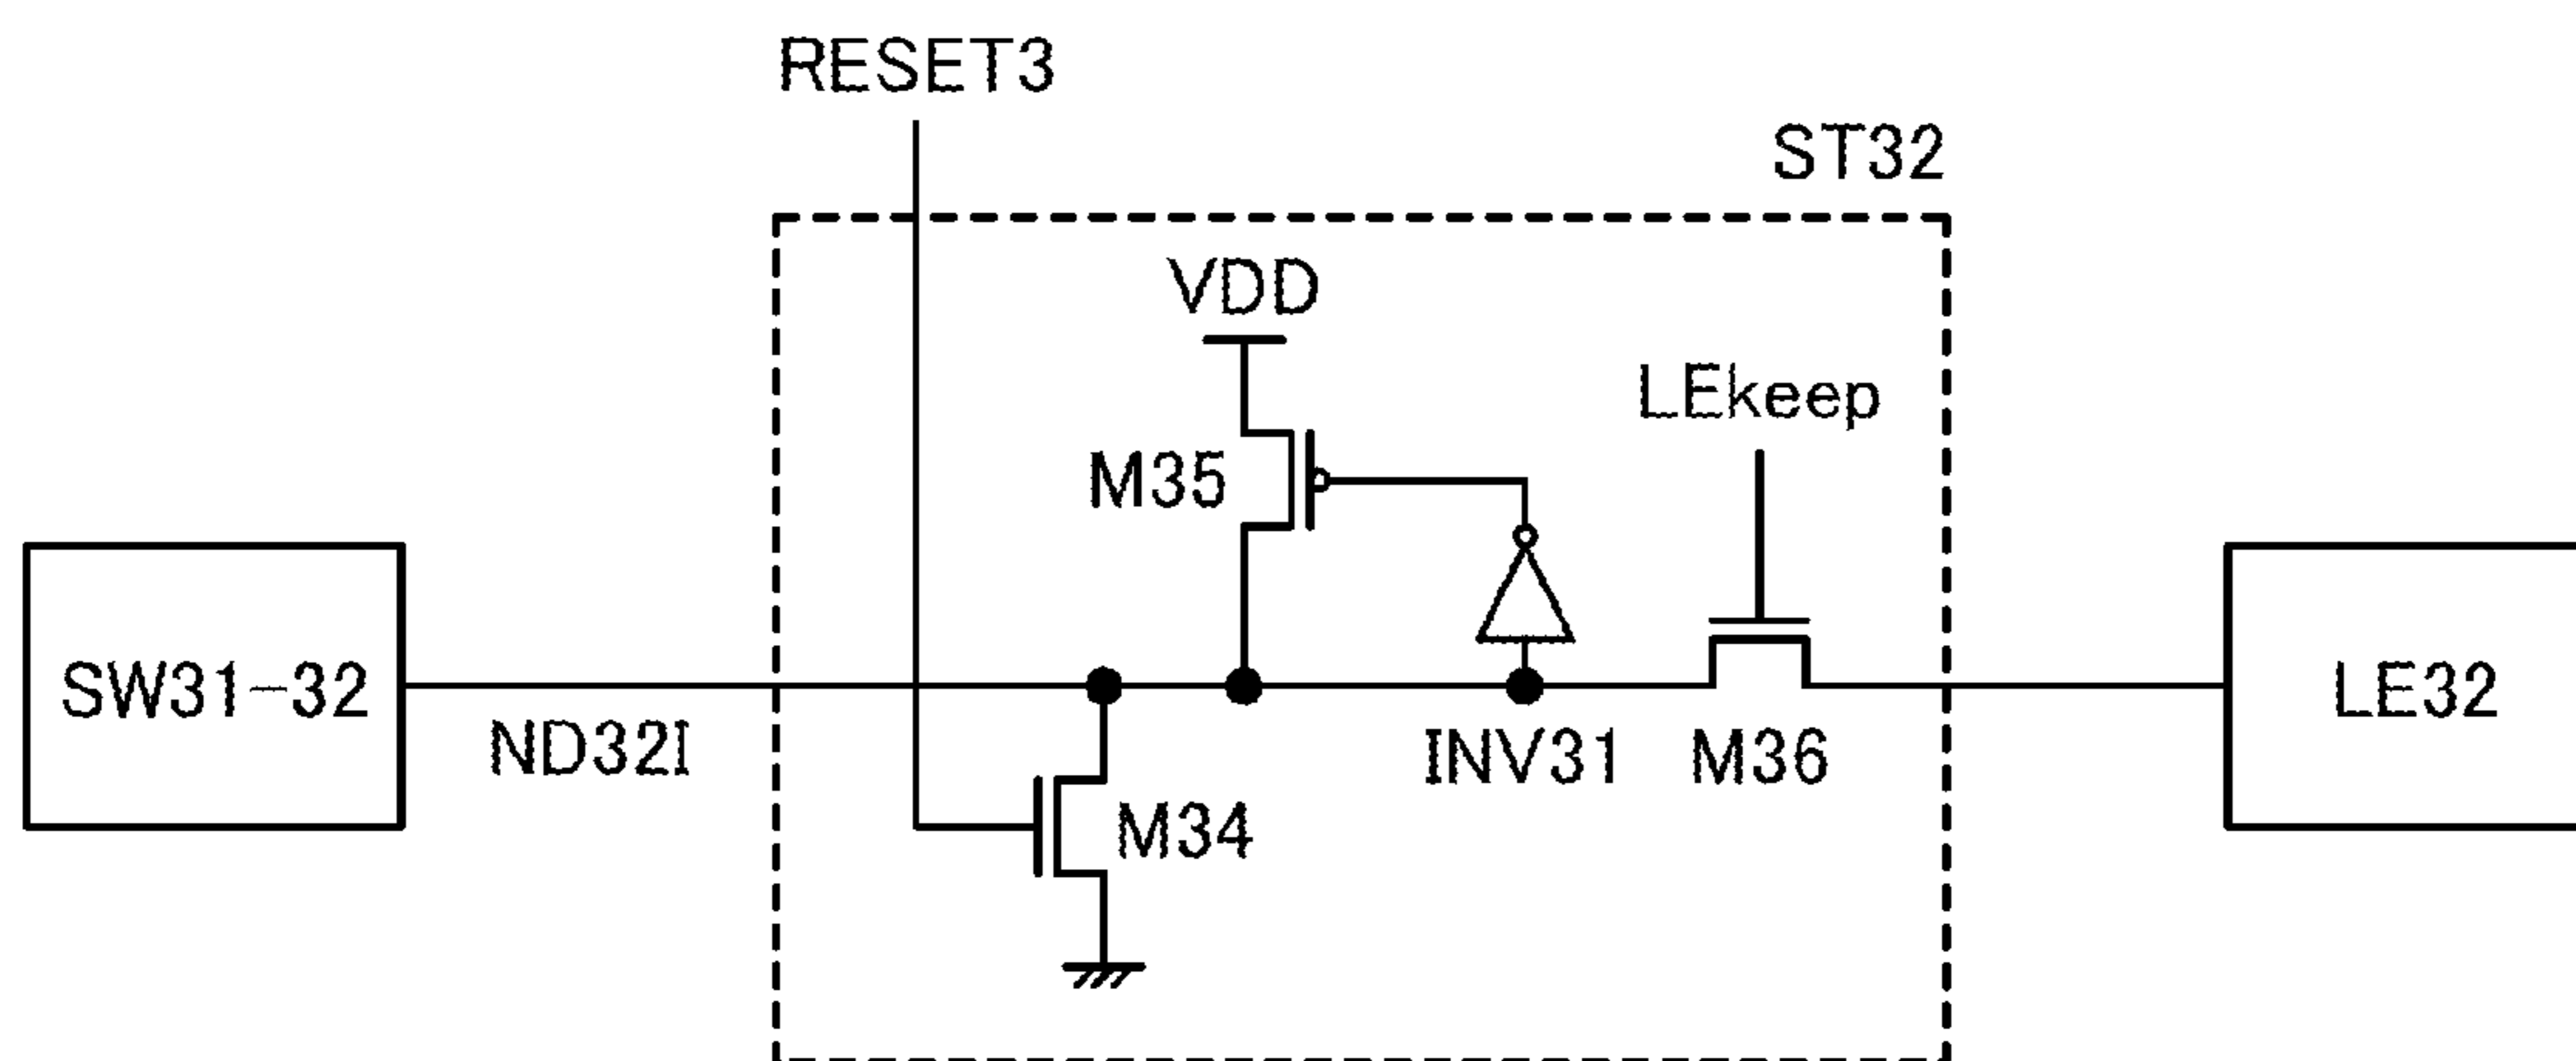 RESET3
ST32
VDD
LEkeep
M35
SW31-32
LE32
ND32I
INV31
M36
M34